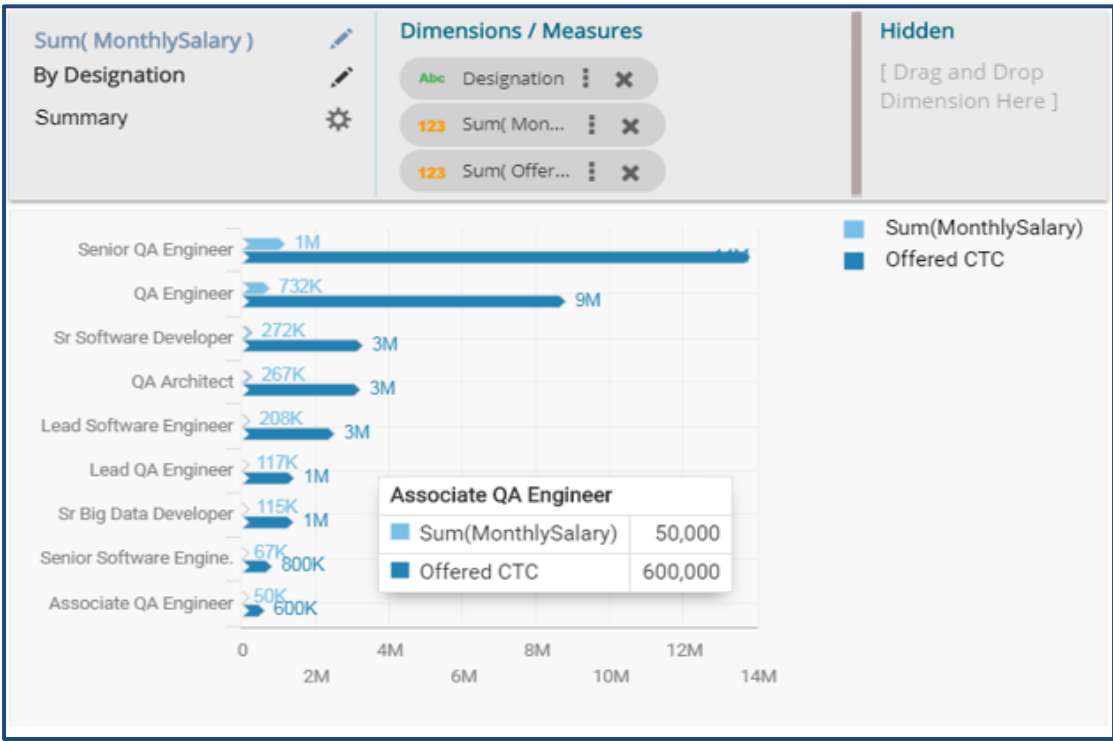 Sum( MonthlySalary )
By Designation
Summary
Dimensions / Measures
Abc Designation
123 Sum( Mon...
123 Sum( Offer...
Hidden
[ Drag and Drop
Dimension Here ]
Sum(MonthlySalary)
Offered CTC
Senior QA Engineer 1M
QA Engineer 732K 9M
Sr Software Developer 272K 3M
QA Architect 267K 3M
Lead Software Engineer 208K 3M
Lead QA Engineer 117K 1M
Sr Big Data Developer 115K 1M
Senior Software Engine. 67K 800K
Associate QA Engineer 50K 600K
Associate QA Engineer
Sum(MonthlySalary) 50,000
Offered CTC 600,000
0 4M 8M 12M
2M 6M 10M 14M